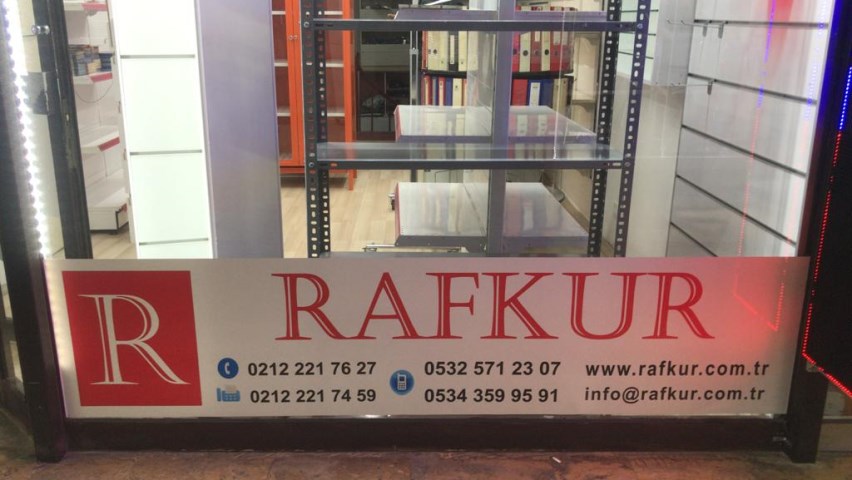 R
RAFKUR
0212 221 76 27
0212 221 74 59
0532 571 23 07
0534 359 95 91
www.rafkur.com.tr
info@rafkur.com.tr